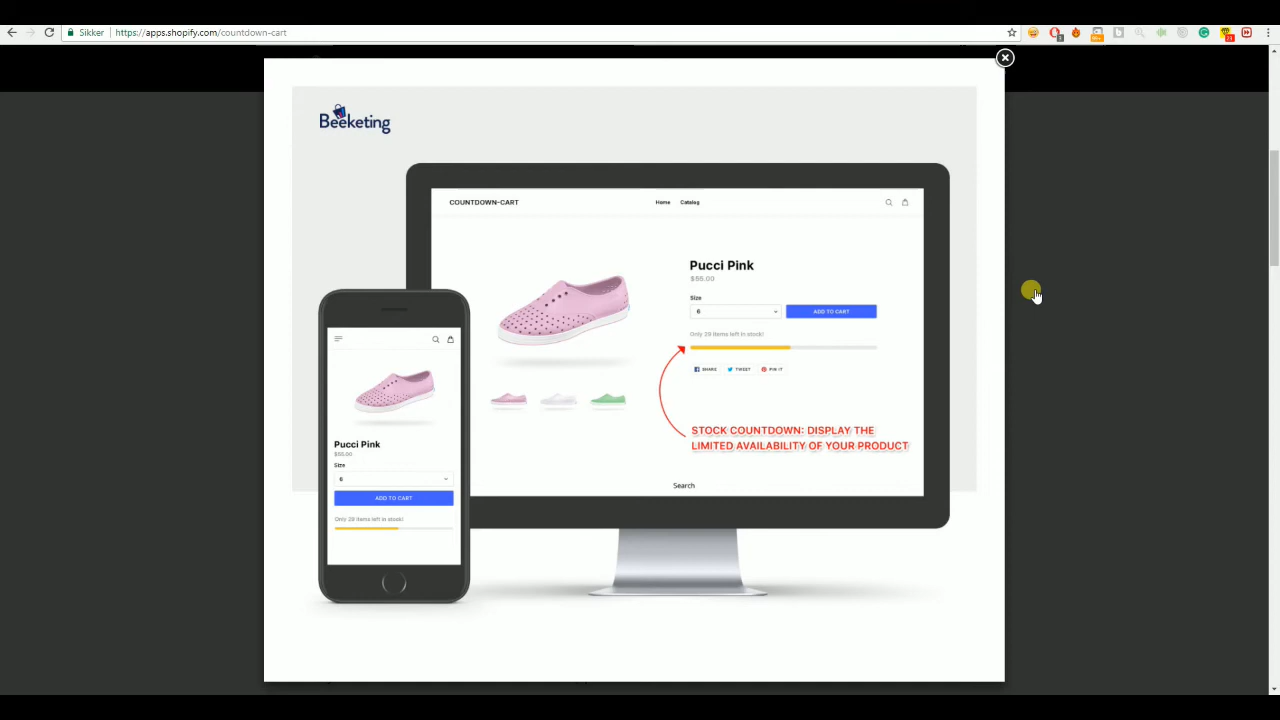 Sikker
https://apps.shopify.com/countdown-cart
Beeketing
COUNTDOWN-CART
Home
Catalog
Pucci Pink
$55.00
Size
6
ADD TO CART
Only 29 items left in stock!
SHARE
TWEET
PIN IT
STOCK COUNTDOWN: DISPLAY THE
LIMITED AVAILABILITY OF YOUR PRODUCT
Search
Pucci Pink
$55.00
Size
6
ADD TO CART
Only 29 items left in stock!